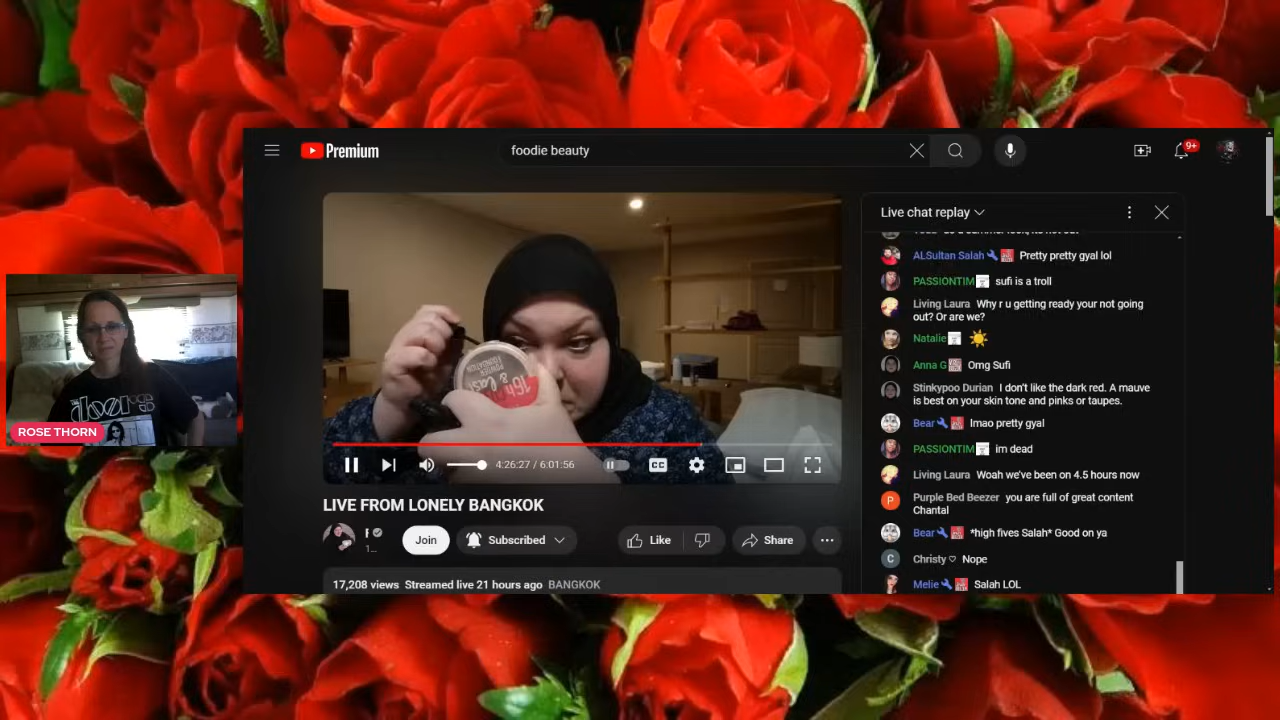 Premium
foodie beauty
9+
Live chat replay
ALSultan Salah Pretty pretty gyal lol
PASSIONTIM sufi is a troll
Living Laura Why r u getting ready your not going
out? Or are we?
Natalie
Anna G Omg Sufi
Stinkypoo Durian I don't like the dark red. A mauve
is best on your skin tone and pinks or taupes.
Bear lmao pretty gyal
PASSIONTIM im dead
Living Laura Woah we've been on 4.5 hours now
P Purple Bed Beezer you are full of great content
Chantal
Bear *high fives Salah* Good on ya
C Christy Nope
Melie Salah LOL
POWDER
FOUNDATION
4:26:27 / 6:01:56
CC
LIVE FROM LONELY BANGKOK
1...
Join
Subscribed
Like
Share
17,208 views Streamed live 21 hours ago BANGKOK
DOORS
ROSE THORN